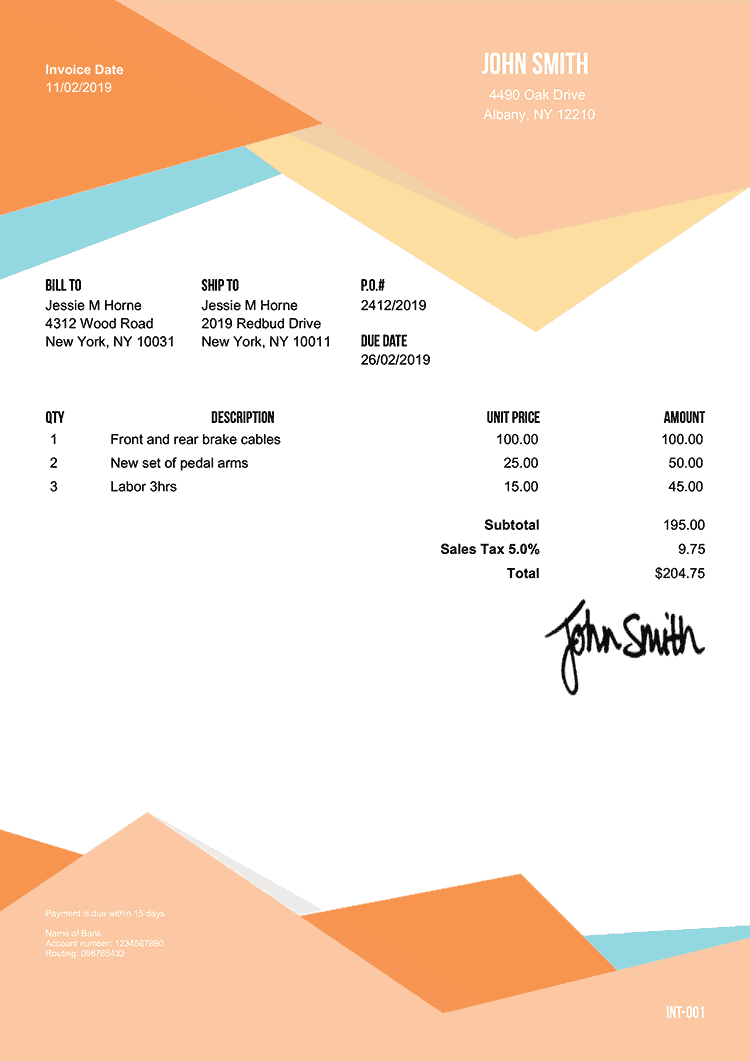 Invoice Date
11/02/2019
JOHN SMITH
4490 Oak Drive
Albany, NY 12210
BILL TO
Jessie M Horne
4312 Wood Road
New York, NY 10031
SHIP TO
Jessie M Horne
2019 Redbud Drive
New York, NY 10011
P.O.#
2412/2019
DUE DATE
26/02/2019
QTY DESCRIPTION UNIT PRICE AMOUNT
1 Front and rear brake cables 100.00 100.00
2 New set of pedal arms 25.00 50.00
3 Labor 3hrs 15.00 45.00
Subtotal 195.00
Sales Tax 5.0% 9.75
Total $204.75
John Smith
Payment is due within 15 days
Name of Bank
Account number: 1234567890
Routing: 098765432
INT-001